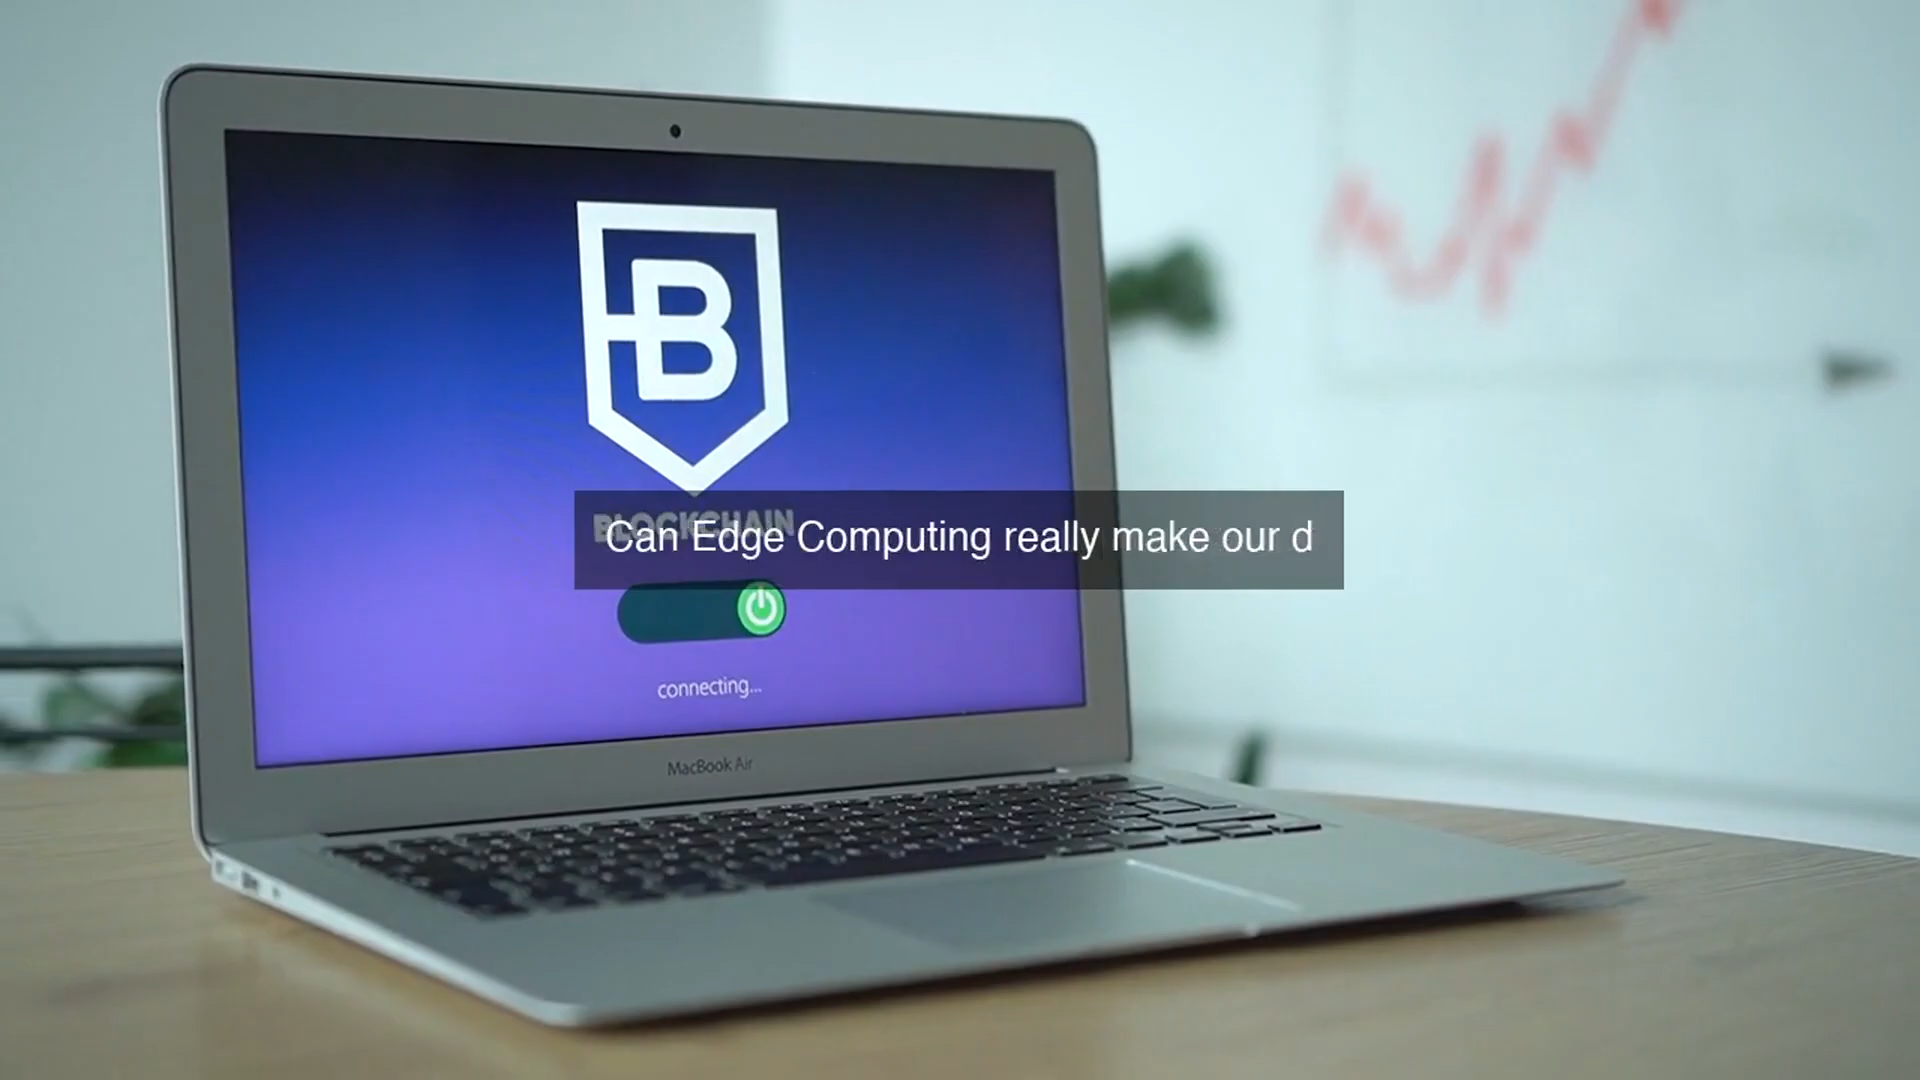 B
BLOCKCHAIN
Can Edge Computing really make our d
connecting...
MacBook Air